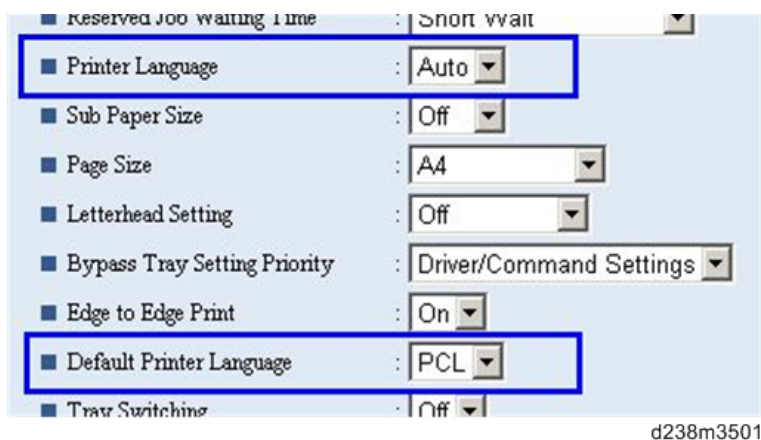 Reserved Job Waiting Time : Short Wait
Printer Language : Auto
Sub Paper Size : Off
Page Size : A4
Letterhead Setting : Off
Bypass Tray Setting Priority : Driver/Command Settings
Edge to Edge Print : On
Default Printer Language : PCL
Tray Switching : Off
d238m3501